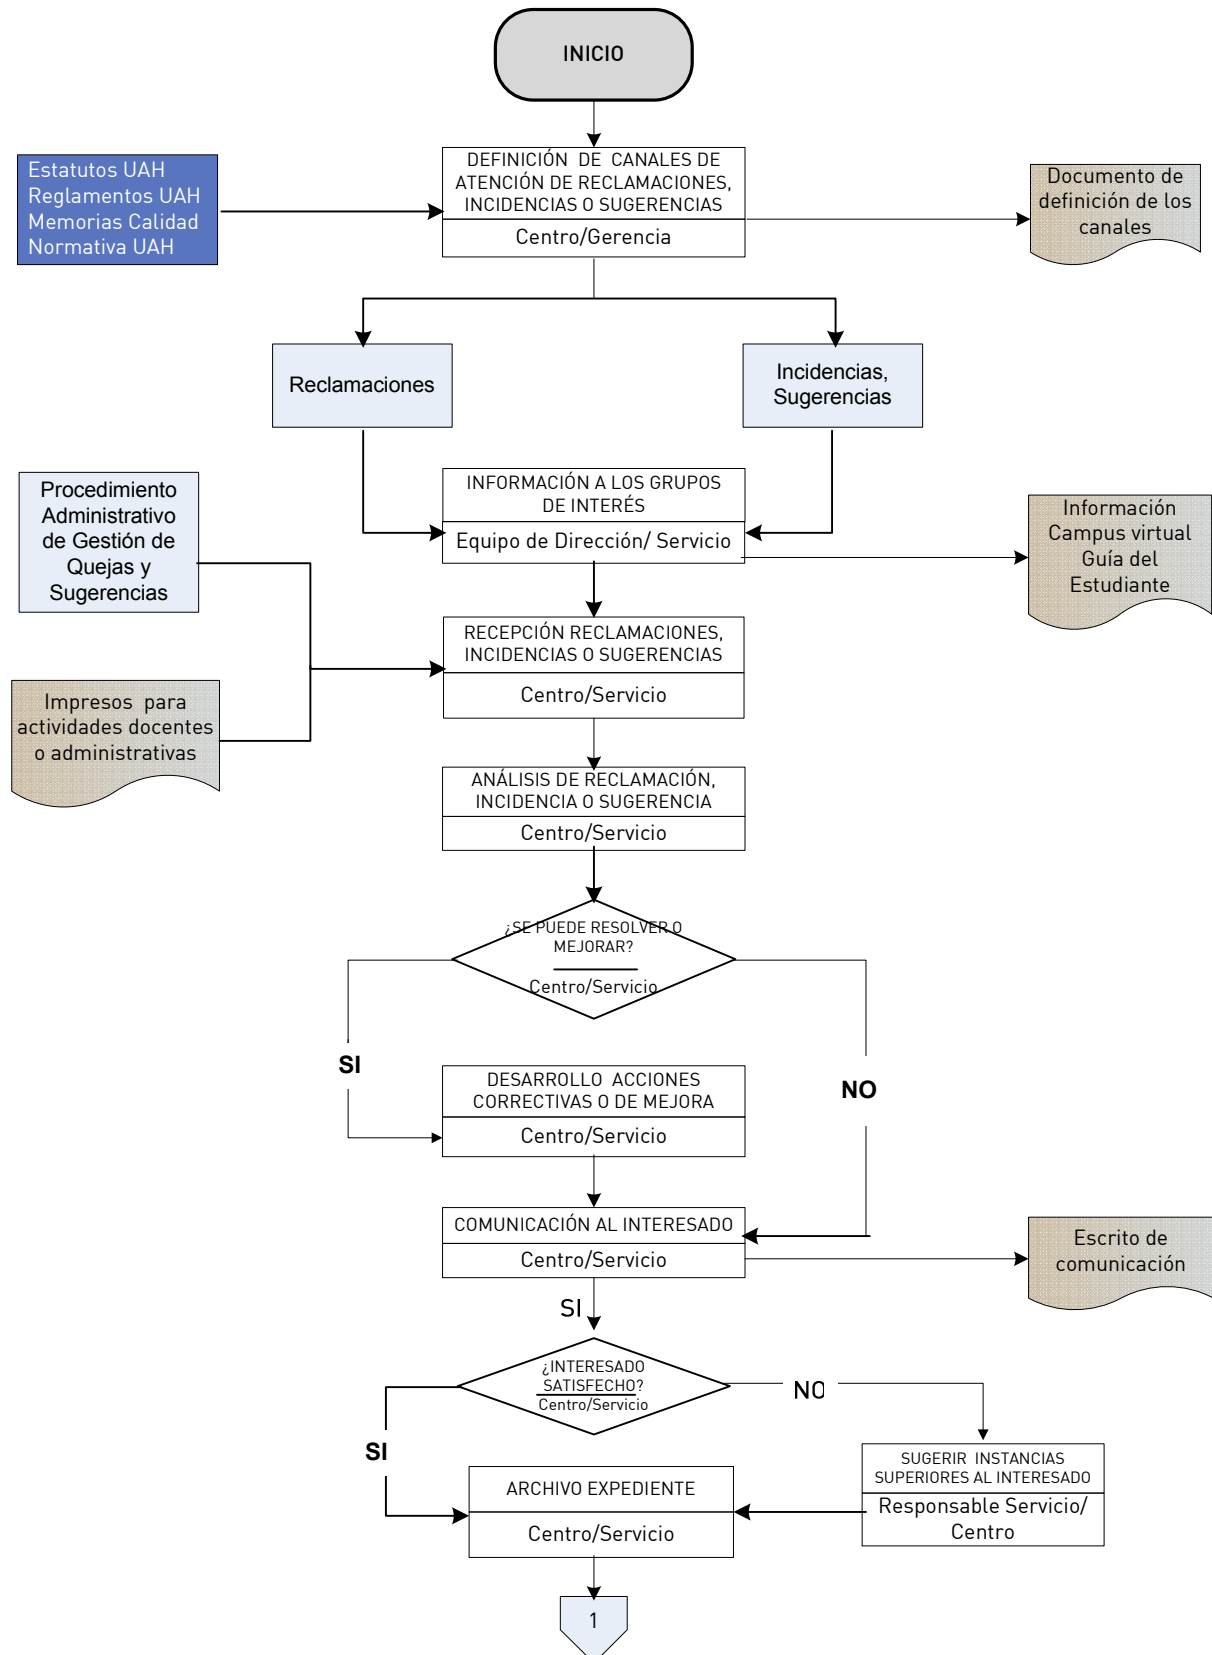 INICIO
Estatutos UAH
Reglamentos UAH
Memorias Calidad
Normativa UAH
DEFINICIÓN DE CANALES DE
ATENCIÓN DE RECLAMACIONES,
INCIDENCIAS O SUGERENCIAS
Centro/Gerencia
Documento de
definición de los
canales
Reclamaciones
Incidencias,
Sugerencias
Procedimiento
Administrativo
de Gestión de
Quejas y
Sugerencias
INFORMACIÓN A LOS GRUPOS
DE INTERÉS
Equipo de Dirección/ Servicio
Información
Campus virtual
Guía del
Estudiante
RECEPCIÓN RECLAMACIONES,
INCIDENCIAS O SUGERENCIAS
Centro/Servicio
Impresos para
actividades docentes
o administrativas
ANÁLISIS DE RECLAMACIÓN,
INCIDENCIA O SUGERENCIA
Centro/Servicio
¿SE PUEDE RESOLVER O
MEJORAR?
Centro/Servicio
SI
NO
DESARROLLO ACCIONES
CORRECTIVAS O DE MEJORA
Centro/Servicio
COMUNICACIÓN AL INTERESADO
Centro/Servicio
Escrito de
comunicación
SI
¿INTERESADO
SATISFECHO?
Centro/Servicio
NO
SI
SUGERIR INSTANCIAS
SUPERIORES AL INTERESADO
Responsable Servicio/
Centro
ARCHIVO EXPEDIENTE
Centro/Servicio
1